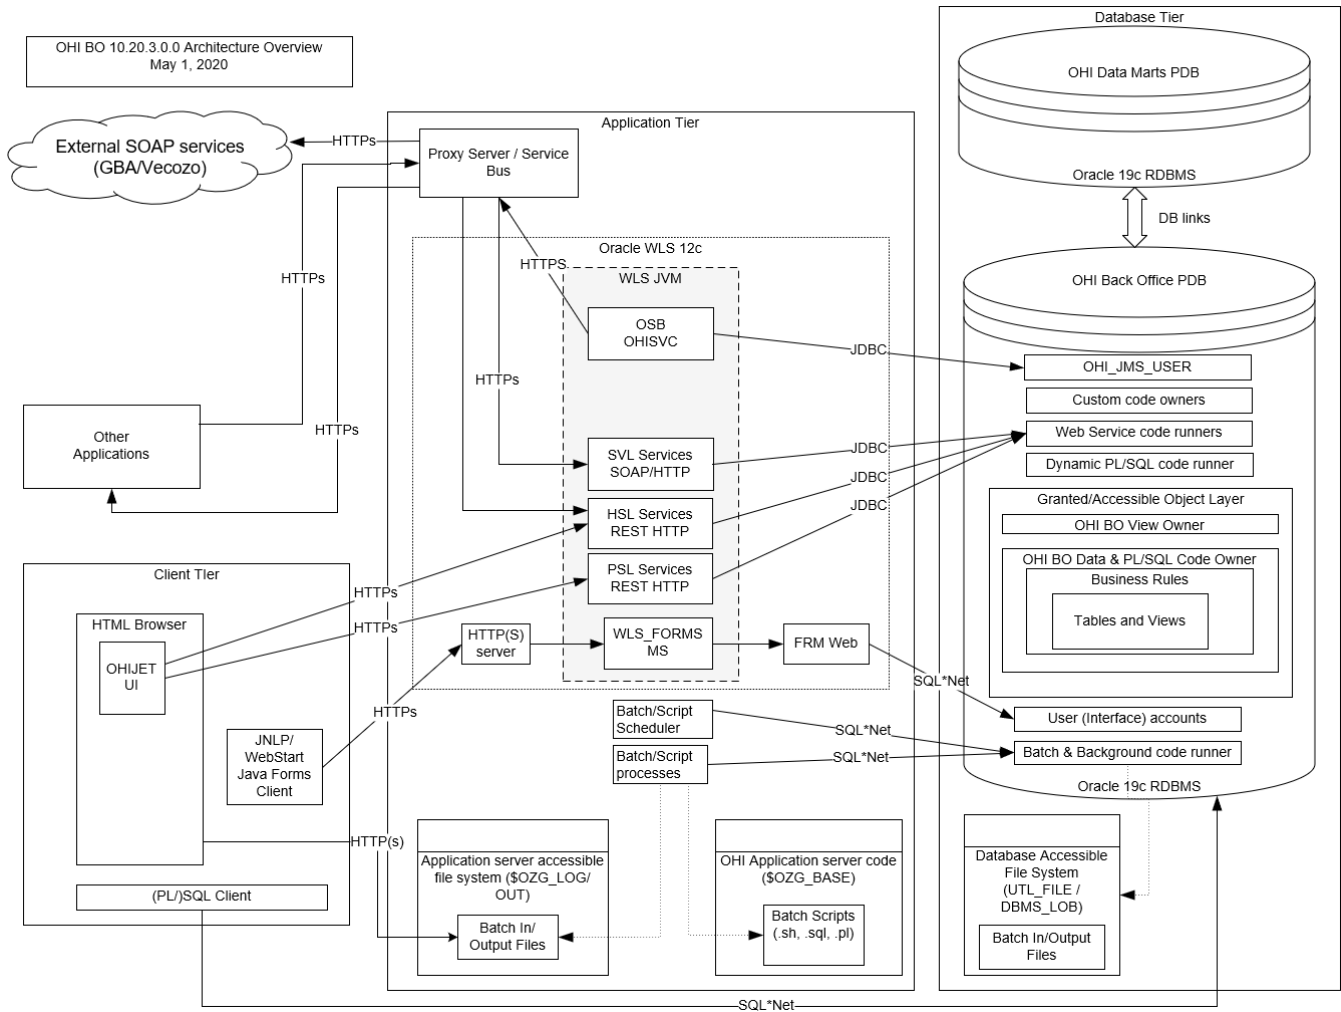 OHI BO 10.20.3.0.0 Architecture Overview
May 1, 2020
Database Tier
OHI Data Marts PDB
Oracle 19c RDBMS
DB links
OHI Back Office PDB
External SOAP services
(GBA/Vecozo)
HTTPs
Application Tier
Proxy Server / Service
Bus
HTTPs
HTTPs
Oracle WLS 12c
HTTPS
WLS JVM
OSB
OHISVC
HTTPs
JDBC
OHI_JMS_USER
Custom code owners
Web Service code runners
Dynamic PL/SQL code runner
Other
Applications
SVL Services
SOAP/HTTP
JDBC
HSL Services
REST HTTP
JDBC
PSL Services
REST HTTP
JDBC
Granted/Accessible Object Layer
OHI BO View Owner
OHI BO Data & PL/SQL Code Owner
Business Rules
Tables and Views
Client TIer
HTML Browser
OHIJET
UI
HTTPs
HTTPs
HTTP(S)
server
WLS_FORMS
MS
FRM Web
SQL*Net
User (Interface) accounts
JNLP/
WebStart
Java Forms
Client
HTTPs
Batch/Script
Scheduler
SQL*Net
Batch/Script
processes
SQL*Net
Batch & Background code runner
Oracle 19c RDBMS
HTTP(s)
(PL/)SQL Client
Application server accessible
file system ($OZG_LOG/
OUT)
Batch In/
Output Files
OHI Application server code
($OZG_BASE)
Batch Scripts
(.sh, .sql, .pl)
Database Accessible
File System
(UTL_FILE /
DBMS_LOB)
Batch In/Output
Files
SQL*Net